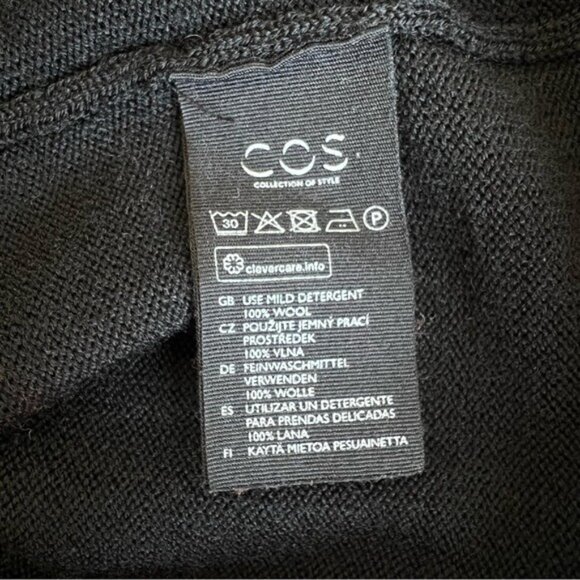 COS
COLLECTION OF STYLE
30 P
clevercare.info
GB USE MILD DETERGENT
100% WOOL
CZ POUŽIJTE JEMNÝ PRACÍ
PROSTŘEDEK
100% VLNA
DE FEINWASCHMITTEL
VERWENDEN
100% WOLLE
ES UTILIZAR UN DETERGENTE
PARA PRENDAS DELICADAS
100% LANA
FI KÄYTÄ MIETOA PESUAINETTA